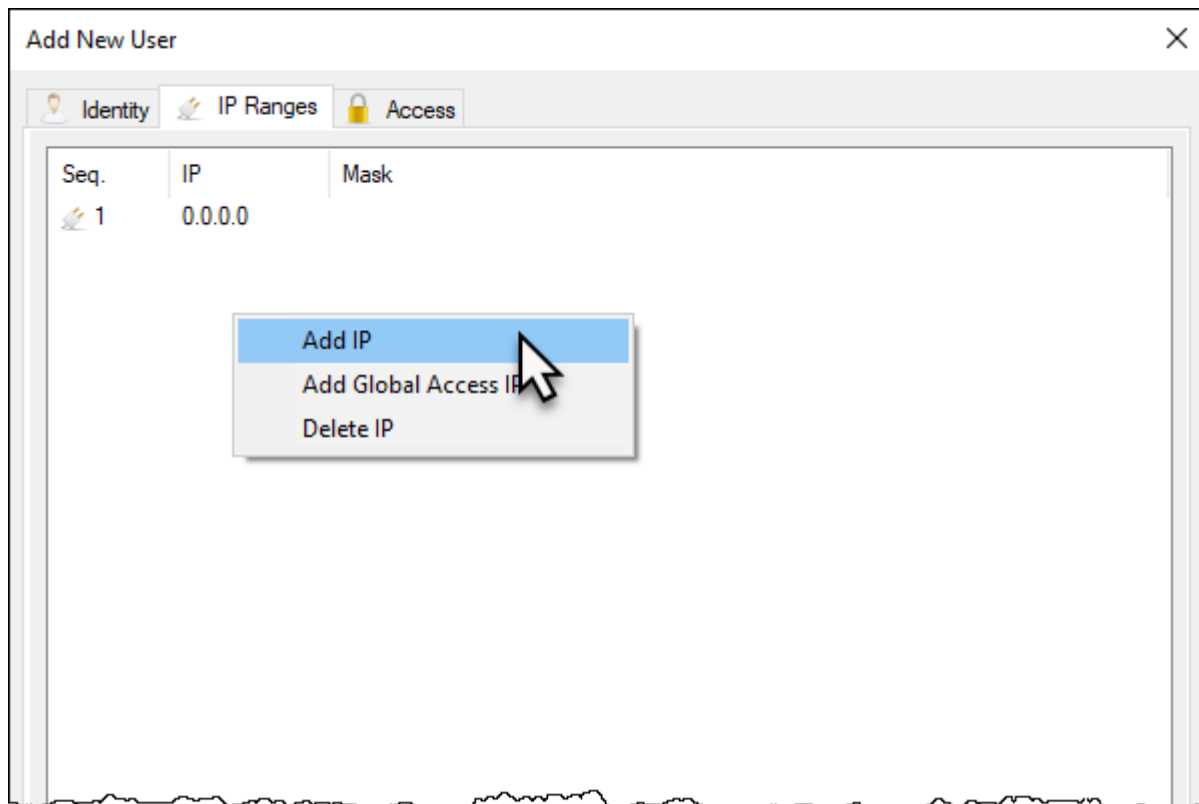 Add New User
Identity IP Ranges Access
Seq. IP Mask
1 0.0.0.0
Add IP
Add Global Access IP
Delete IP